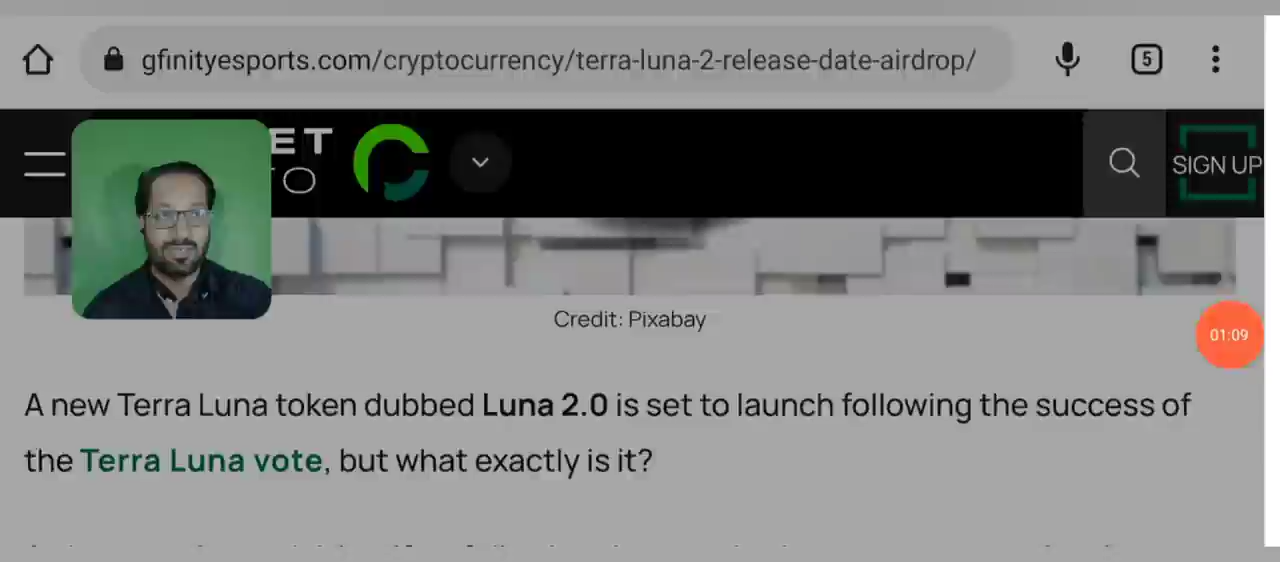 gfinityesports.com/cryptocurrency/terra-luna-2-release-date-airdrop/
5
ET
O
SIGN UP
Credit: Pixabay
01:09
A new Terra Luna token dubbed Luna 2.0 is set to launch following the success of
the Terra Luna vote, but what exactly is it?